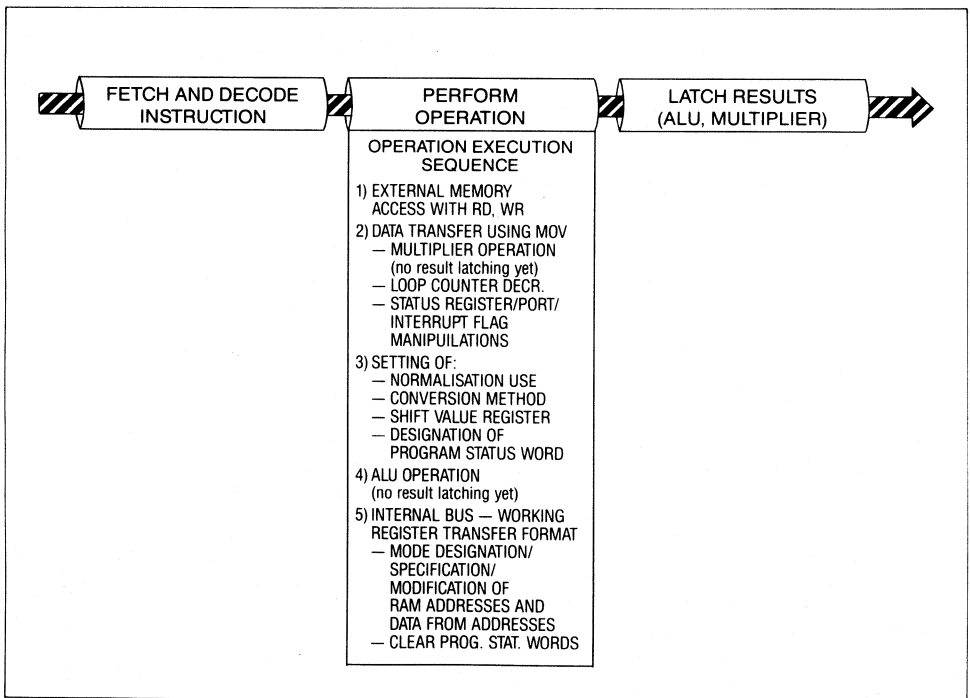 FETCH AND DECODE
INSTRUCTION
PERFORM
OPERATION
LATCH RESULTS
(ALU, MULTIPLIER)
OPERATION EXECUTION
SEQUENCE
1) EXTERNAL MEMORY
ACCESS WITH RD, WR
2) DATA TRANSFER USING MOV
— MULTIPLIER OPERATION
(no result latching yet)
— LOOP COUNTER DECR.
— STATUS REGISTER/PORT/
INTERRUPT FLAG
MANIPUILATIONS
3) SETTING OF:
— NORMALISATION USE
— CONVERSION METHOD
— SHIFT VALUE REGISTER
— DESIGNATION OF
PROGRAM STATUS WORD
4) ALU OPERATION
(no result latching yet)
5) INTERNAL BUS — WORKING
REGISTER TRANSFER FORMAT
— MODE DESIGNATION/
SPECIFICATION/
MODIFICATION OF
RAM ADDRESSES AND
DATA FROM ADDRESSES
— CLEAR PROG. STAT. WORDS